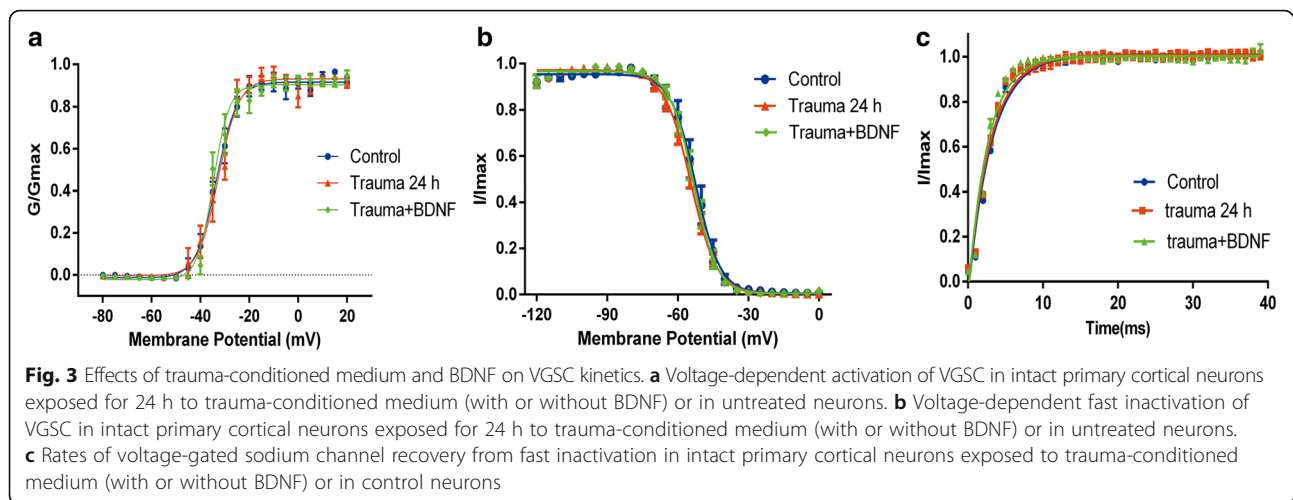 a
G/Gmax
1.0
0.8
0.6
0.4
0.2
0.0
-80 -60 -40 -20 0 20
Membrane Potential (mV)
Control
Trauma 24 h
Trauma+BDNF
b
I/Imax
1.0
0.8
0.6
0.4
0.2
0.0
-120 -90 -60 -30 0
Membrane Potential (mV)
Control
Trauma 24 h
Trauma+BDNF
c
I/Imax
1.0
0.8
0.6
0.4
0.2
0.0
0 10 20 30 40
Time(ms)
Control
trauma 24 h
trauma+BDNF
Fig. 3 Effects of trauma-conditioned medium and BDNF on VGSC kinetics. a Voltage-dependent activation of VGSC in intact primary cortical neurons
exposed for 24 h to trauma-conditioned medium (with or without BDNF) or in untreated neurons. b Voltage-dependent fast inactivation of
VGSC in intact primary cortical neurons exposed for 24 h to trauma-conditioned medium (with or without BDNF) or in untreated neurons.
c Rates of voltage-gated sodium channel recovery from fast inactivation in intact primary cortical neurons exposed to trauma-conditioned
medium (with or without BDNF) or in control neurons